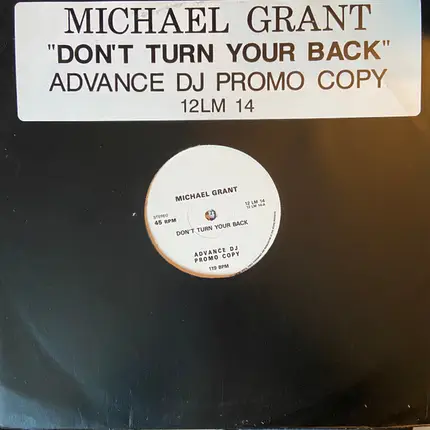 MICHAEL GRANT
"DON'T TURN YOUR BACK"
ADVANCE DJ PROMO COPY
12LM 14
MICHAEL GRANT
STEREO
45 RPM
12 LM 14
DON'T TURN YOUR BACK
ADVANCE DJ
PROMO COPY
119 BPM